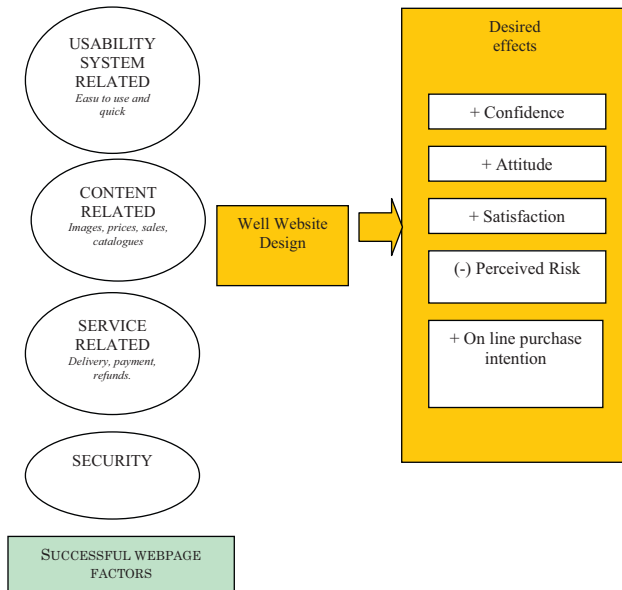 USABILITY
SYSTEM
RELATED
Easu to use and
quick
CONTENT
RELATED
Images, prices, sales,
catalogues
SERVICE
RELATED
Delivery, payment,
refunds.
SECURITY
SUCCESSFUL WEBPAGE
FACTORS
Well Website
Design
Desired
effects
+ Confidence
+ Attitude
+ Satisfaction
(-) Perceived Risk
+ On line purchase
intention